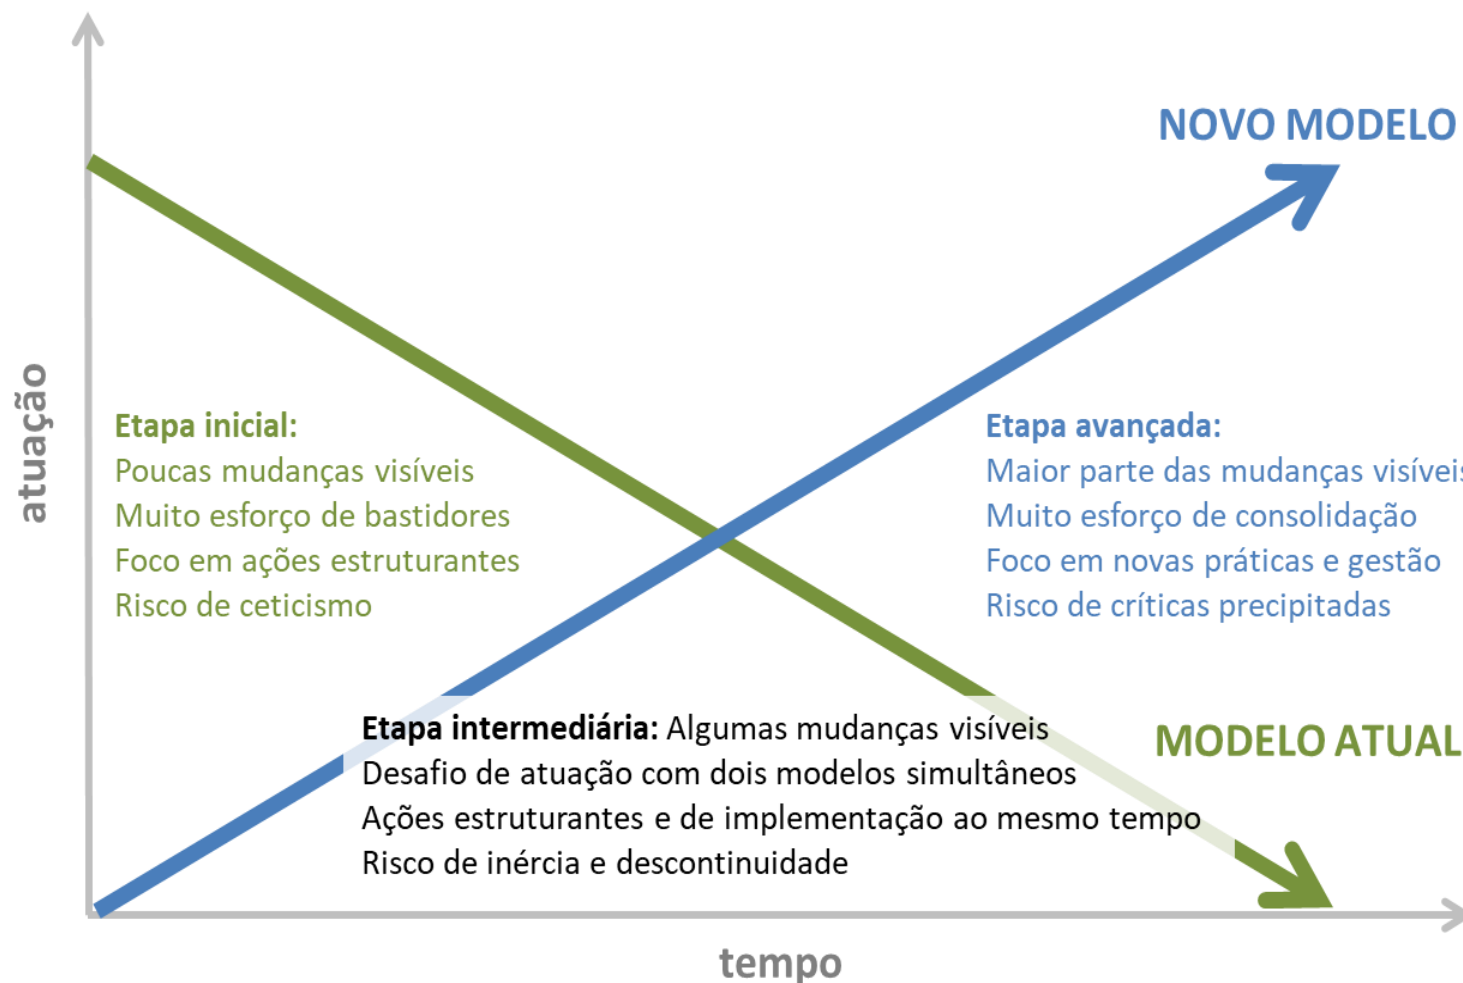 NOVO MODELO
atuação
Etapa inicial:
Poucas mudanças visíveis
Muito esforço de bastidores
Foco em ações estruturantes
Risco de ceticismo
Etapa avançada:
Maior parte das mudanças visíveis
Muito esforço de consolidação
Foco em novas práticas e gestão
Risco de críticas precipitadas
Etapa intermediária: Algumas mudanças visíveis
Desafio de atuação com dois modelos simultâneos
Ações estruturantes e de implementação ao mesmo tempo
Risco de inércia e descontinuidade
MODELO ATUAL
tempo